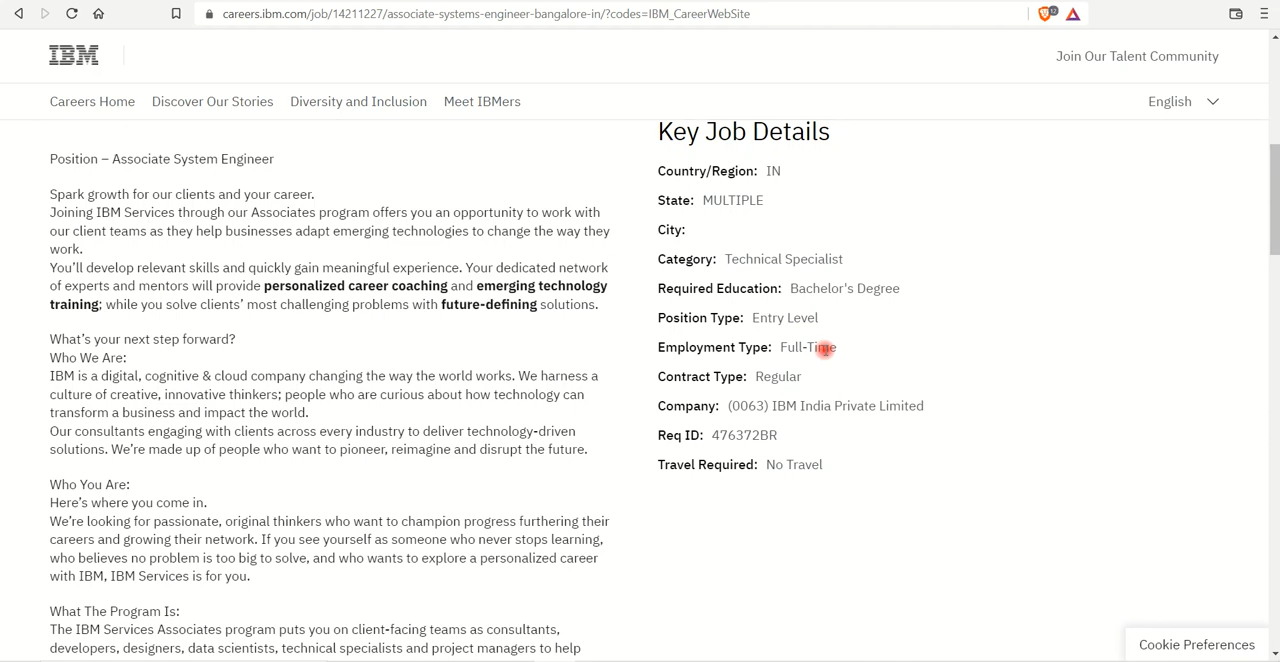 careers.ibm.com/job/14211227/associate-systems-engineer-bangalore-in/?codes=IBM_CareerWebSite
12
IBM
Join Our Talent Community
Careers Home
Discover Our Stories
Diversity and Inclusion
Meet IBMers
English
Position – Associate System Engineer
Spark growth for our clients and your career.
Joining IBM Services through our Associates program offers you an opportunity to work with
our client teams as they help businesses adapt emerging technologies to change the way they
work.
You’ll develop relevant skills and quickly gain meaningful experience. Your dedicated network
of experts and mentors will provide personalized career coaching and emerging technology
training; while you solve clients’ most challenging problems with future-defining solutions.
What’s your next step forward?
Who We Are:
IBM is a digital, cognitive & cloud company changing the way the world works. We harness a
culture of creative, innovative thinkers; people who are curious about how technology can
transform a business and impact the world.
Our consultants engaging with clients across every industry to deliver technology-driven
solutions. We’re made up of people who want to pioneer, reimagine and disrupt the future.
Who You Are:
Here’s where you come in.
We’re looking for passionate, original thinkers who want to champion progress furthering their
careers and growing their network. If you see yourself as someone who never stops learning,
who believes no problem is too big to solve, and who wants to explore a personalized career
with IBM, IBM Services is for you.
What The Program Is:
The IBM Services Associates program puts you on client-facing teams as consultants,
developers, designers, data scientists, technical specialists and project managers to help
Key Job Details
Country/Region: IN
State: MULTIPLE
City:
Category: Technical Specialist
Required Education: Bachelor's Degree
Position Type: Entry Level
Employment Type: Full-Time
Contract Type: Regular
Company: (0063) IBM India Private Limited
Req ID: 476372BR
Travel Required: No Travel
Cookie Preferences